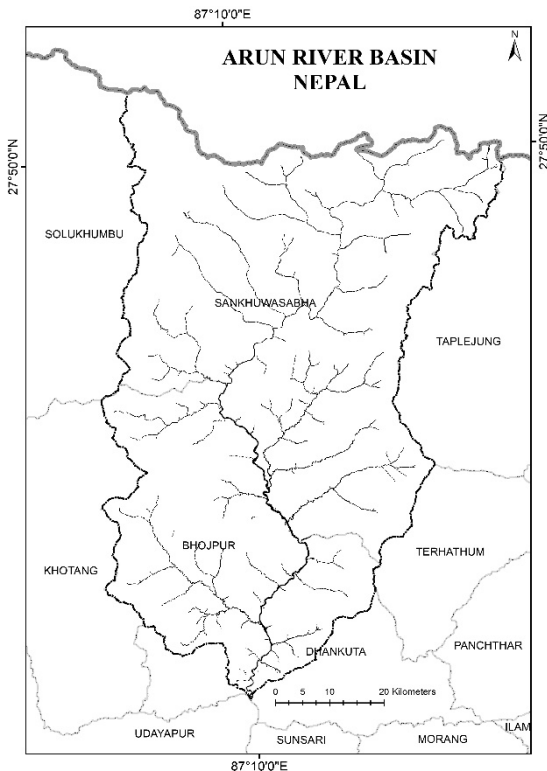 87°10'0"E
N
ARUN RIVER BASIN
NEPAL
27°50'0"N
27°50'0"N
SOLUKHUMBU
SANKHUWASABHA
TAPLEJUNG
BHOJPUR
TERHATHUM
KHOTANG
PANCHTHAR
DHANKUTA
0 5 10 20 Kilometers
ILAM
UDAYAPUR
SUNSARI
MORANG
87°10'0"E